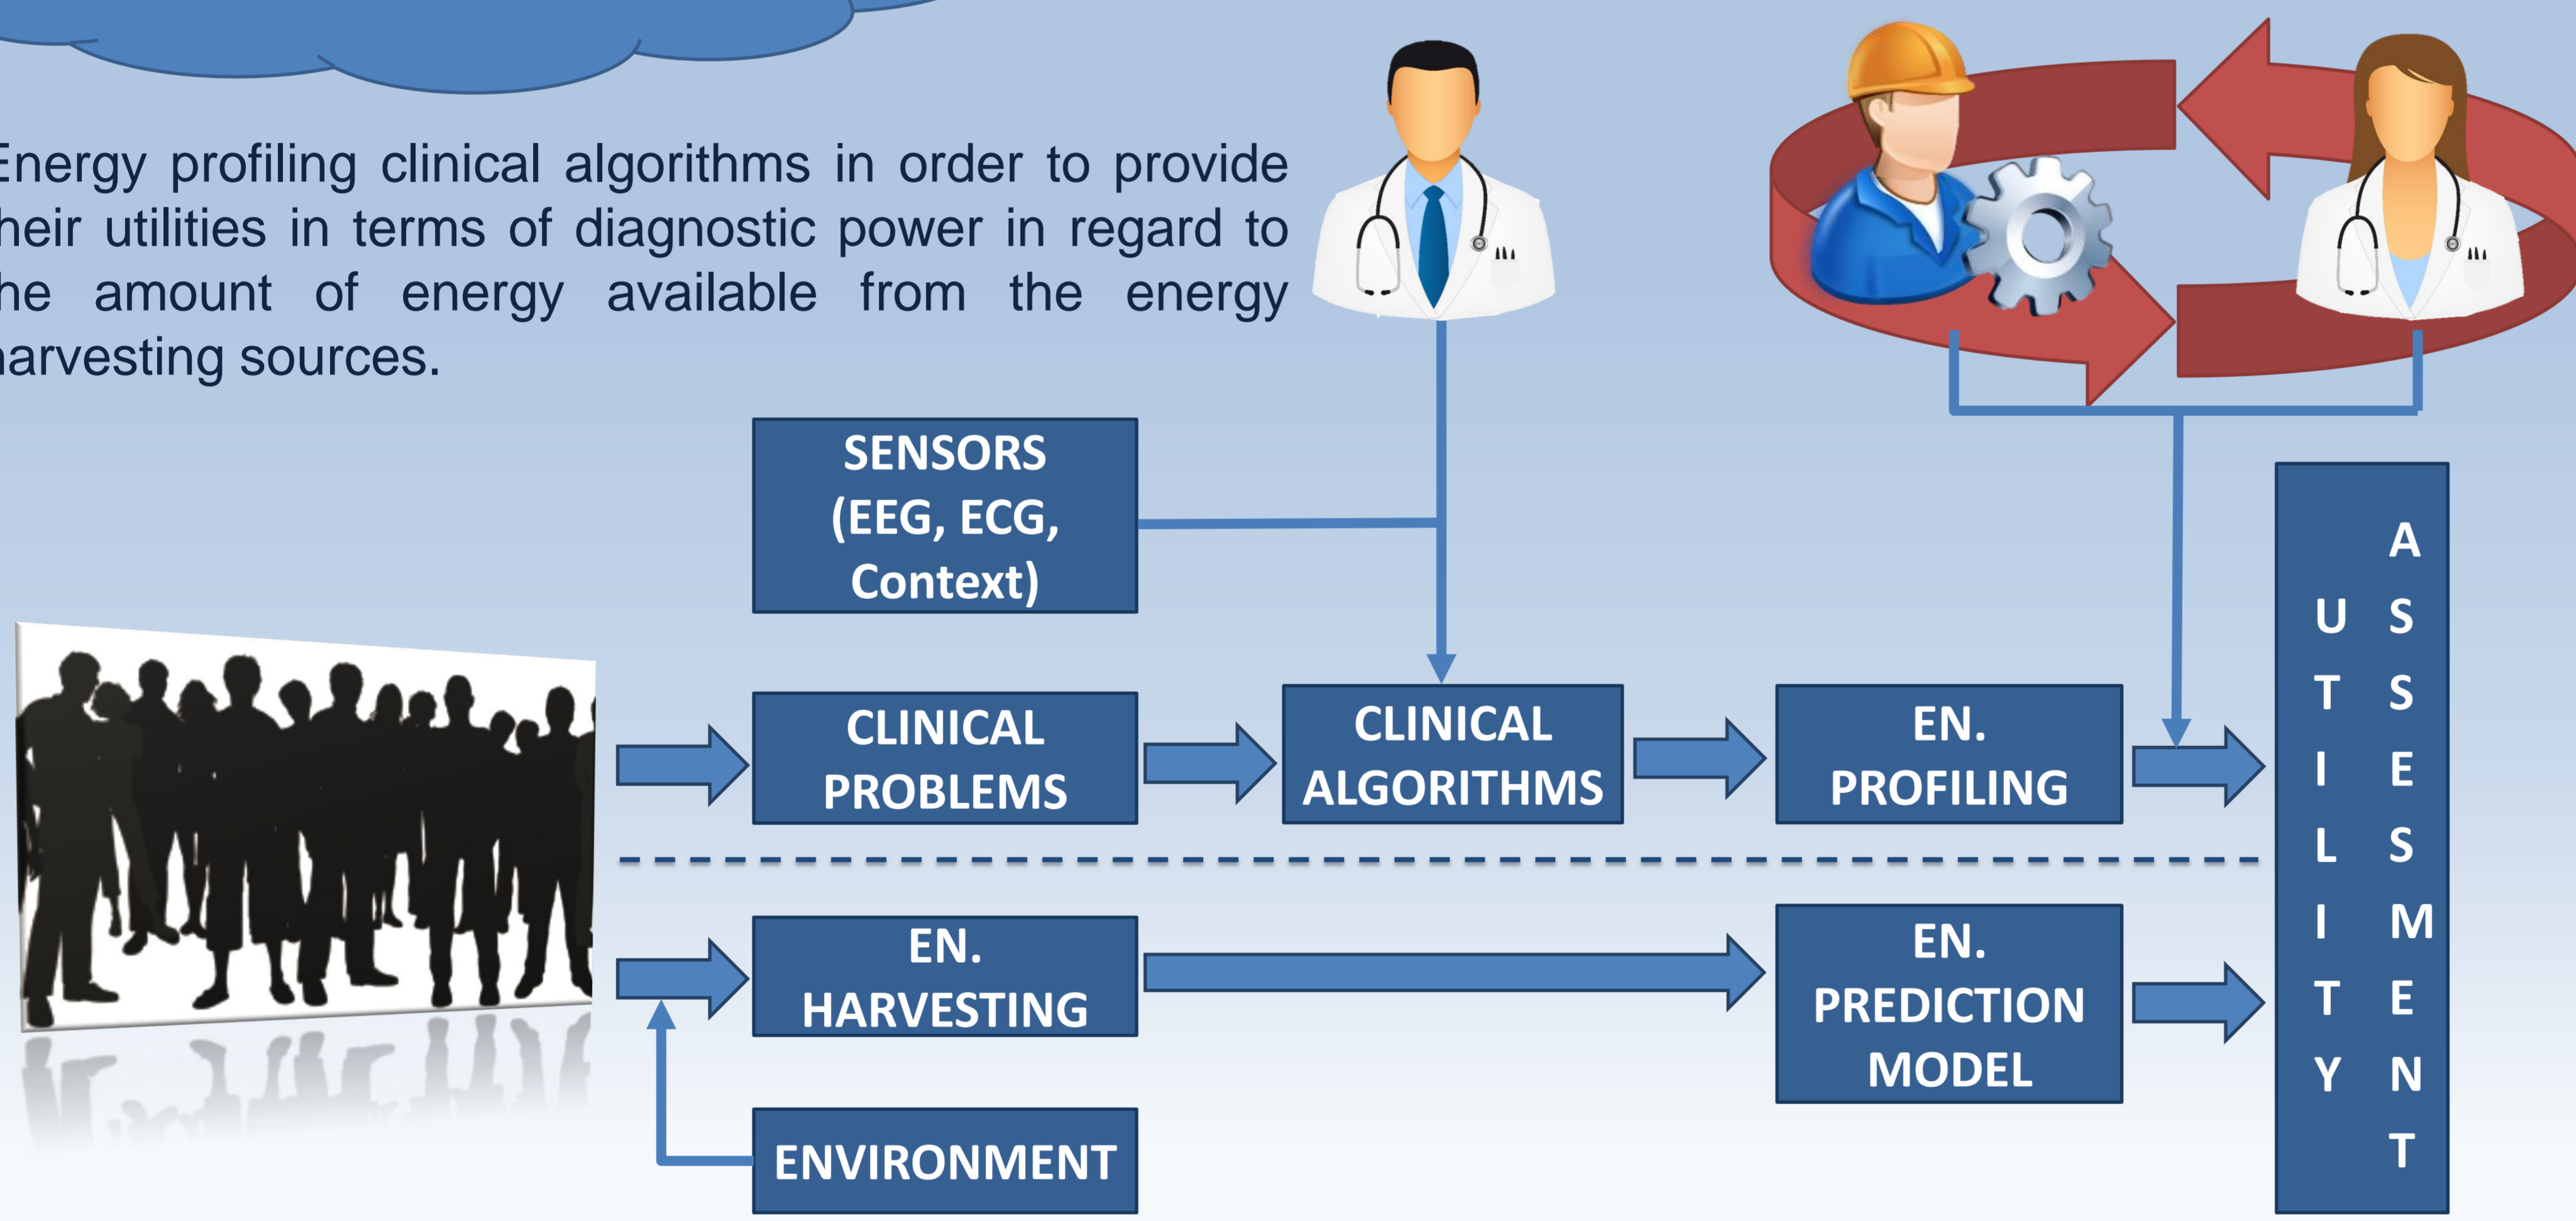 Energy profiling clinical algorithms in order to provide
heir utilities in terms of diagnostic power in regard to
he amount of energy available from the energy
harvesting sources.
SENSORS
(EEG, ECG,
Context)
CLINICAL
PROBLEMS
CLINICAL
ALGORITHMS
EN.
PROFILING
EN.
HARVESTING
EN.
PREDICTION
MODEL
ENVIRONMENT
UTILITY
ASSESMENT